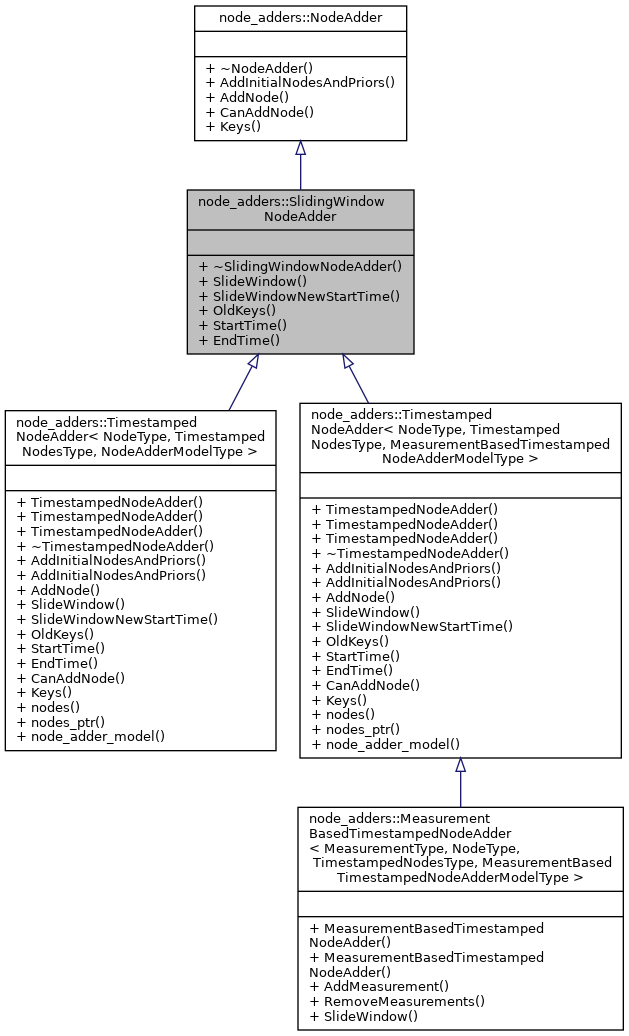 node_adders::NodeAdder
+ ~NodeAdder()
+ AddInitialNodesAndPriors()
+ AddNode()
+ CanAddNode()
+ Keys()
node_adders::SlidingWindow
NodeAdder
+ ~SlidingWindowNodeAdder()
+ SlideWindow()
+ SlideWindowNewStartTime()
+ OldKeys()
+ StartTime()
+ EndTime()
node_adders::Timestamped
NodeAdder< NodeType, Timestamped
NodesType, NodeAdderModelType >
+ TimestampedNodeAdder()
+ TimestampedNodeAdder()
+ TimestampedNodeAdder()
+ ~TimestampedNodeAdder()
+ AddInitialNodesAndPriors()
+ AddInitialNodesAndPriors()
+ AddNode()
+ SlideWindow()
+ SlideWindowNewStartTime()
+ OldKeys()
+ StartTime()
+ EndTime()
+ CanAddNode()
+ Keys()
+ nodes()
+ nodes_ptr()
+ node_adder_model()
node_adders::Timestamped
NodeAdder< NodeType, Timestamped
NodesType, MeasurementBasedTimestamped
NodeAdderModelType >
+ TimestampedNodeAdder()
+ TimestampedNodeAdder()
+ TimestampedNodeAdder()
+ ~TimestampedNodeAdder()
+ AddInitialNodesAndPriors()
+ AddInitialNodesAndPriors()
+ AddNode()
+ SlideWindow()
+ SlideWindowNewStartTime()
+ OldKeys()
+ StartTime()
+ EndTime()
+ CanAddNode()
+ Keys()
+ nodes()
+ nodes_ptr()
+ node_adder_model()
node_adders::Measurement
BasedTimestampedNodeAdder
< MeasurementType, NodeType,
TimestampedNodesType, MeasurementBased
TimestampedNodeAdderModelType >
+ MeasurementBasedTimestamped
NodeAdder()
+ MeasurementBasedTimestamped
NodeAdder()
+ AddMeasurement()
+ RemoveMeasurements()
+ SlideWindow()